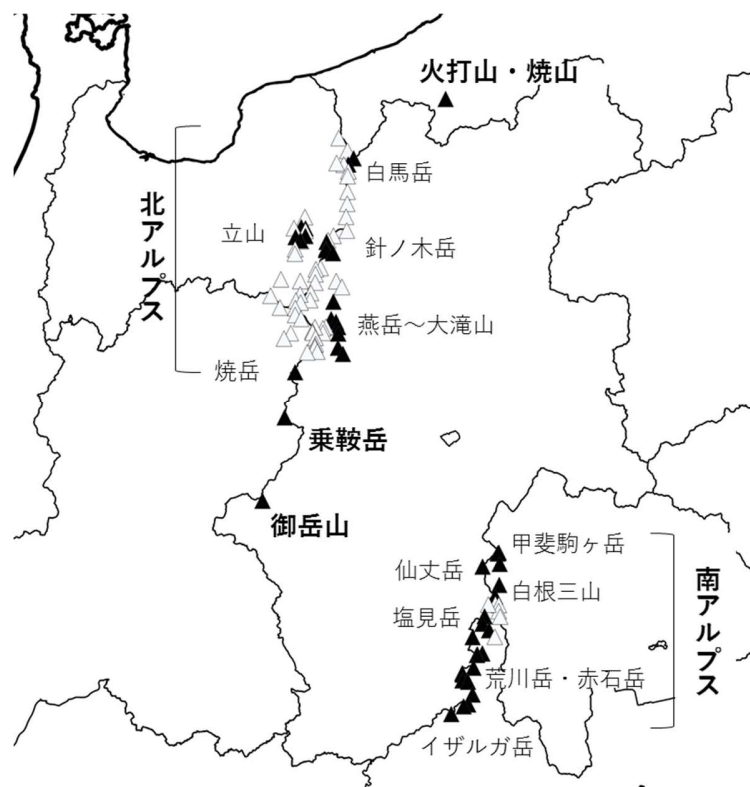 火打山・焼山
白馬岳
北アルプス
立山
針ノ木岳
燕岳～大滝山
焼岳
乗鞍岳
御岳山
甲斐駒ヶ岳
仙丈岳
白根三山
塩見岳
南アルプス
荒川岳・赤石岳
イザルガ岳